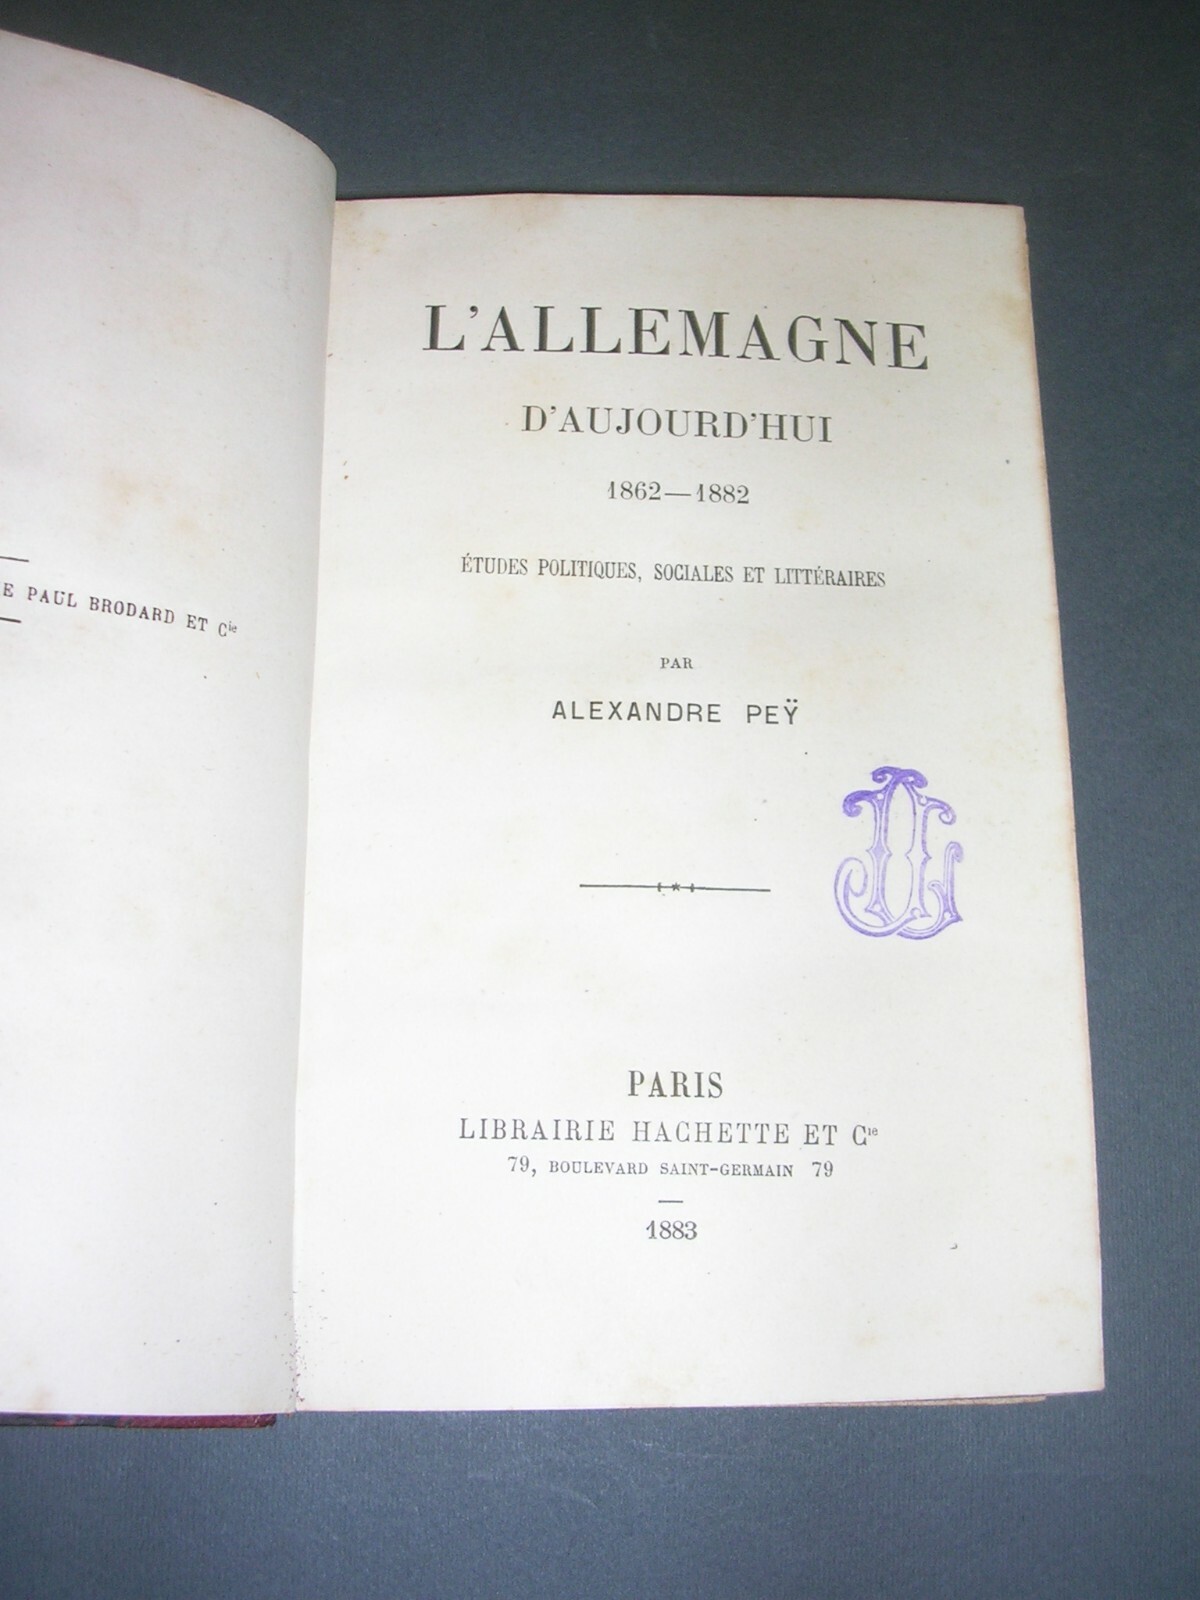 E PAUL BRODARD ET Cie
L'ALLEMAGNE
D'AUJOURD'HUI
1862—1882
ÉTUDES POLITIQUES, SOCIALES ET LITTÉRAIRES
PAR
ALEXANDRE PEŸ
PARIS
LIBRAIRIE HACHETTE ET Cie
79, BOULEVARD SAINT-GERMAIN 79
1883